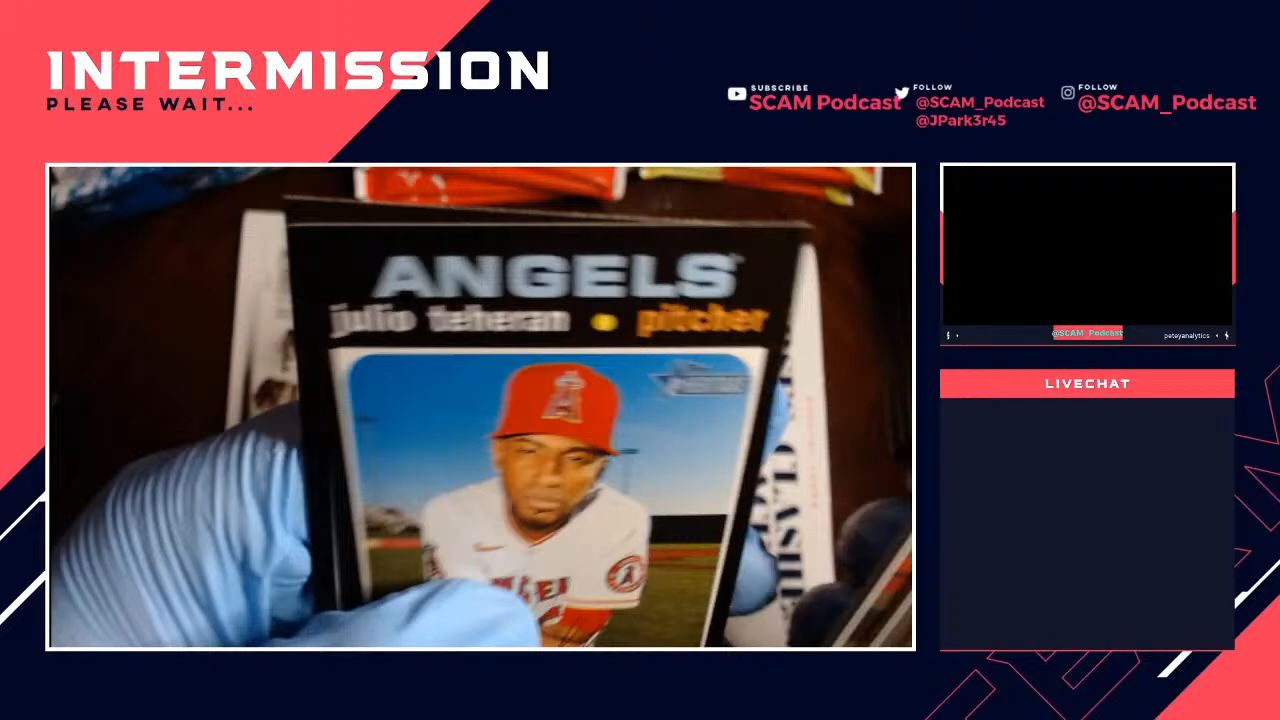 INTERMISSION
PLEASE WAIT...
SUBSCRIBE
SCAM Podcast
FOLLOW
@SCAM_Podcast
@JPark3r45
FOLLOW
@SCAM_Podcast
ANGELS
julio teheran • pitcher
@SCAM_Podcast
peteyanalytics
LIVECHAT